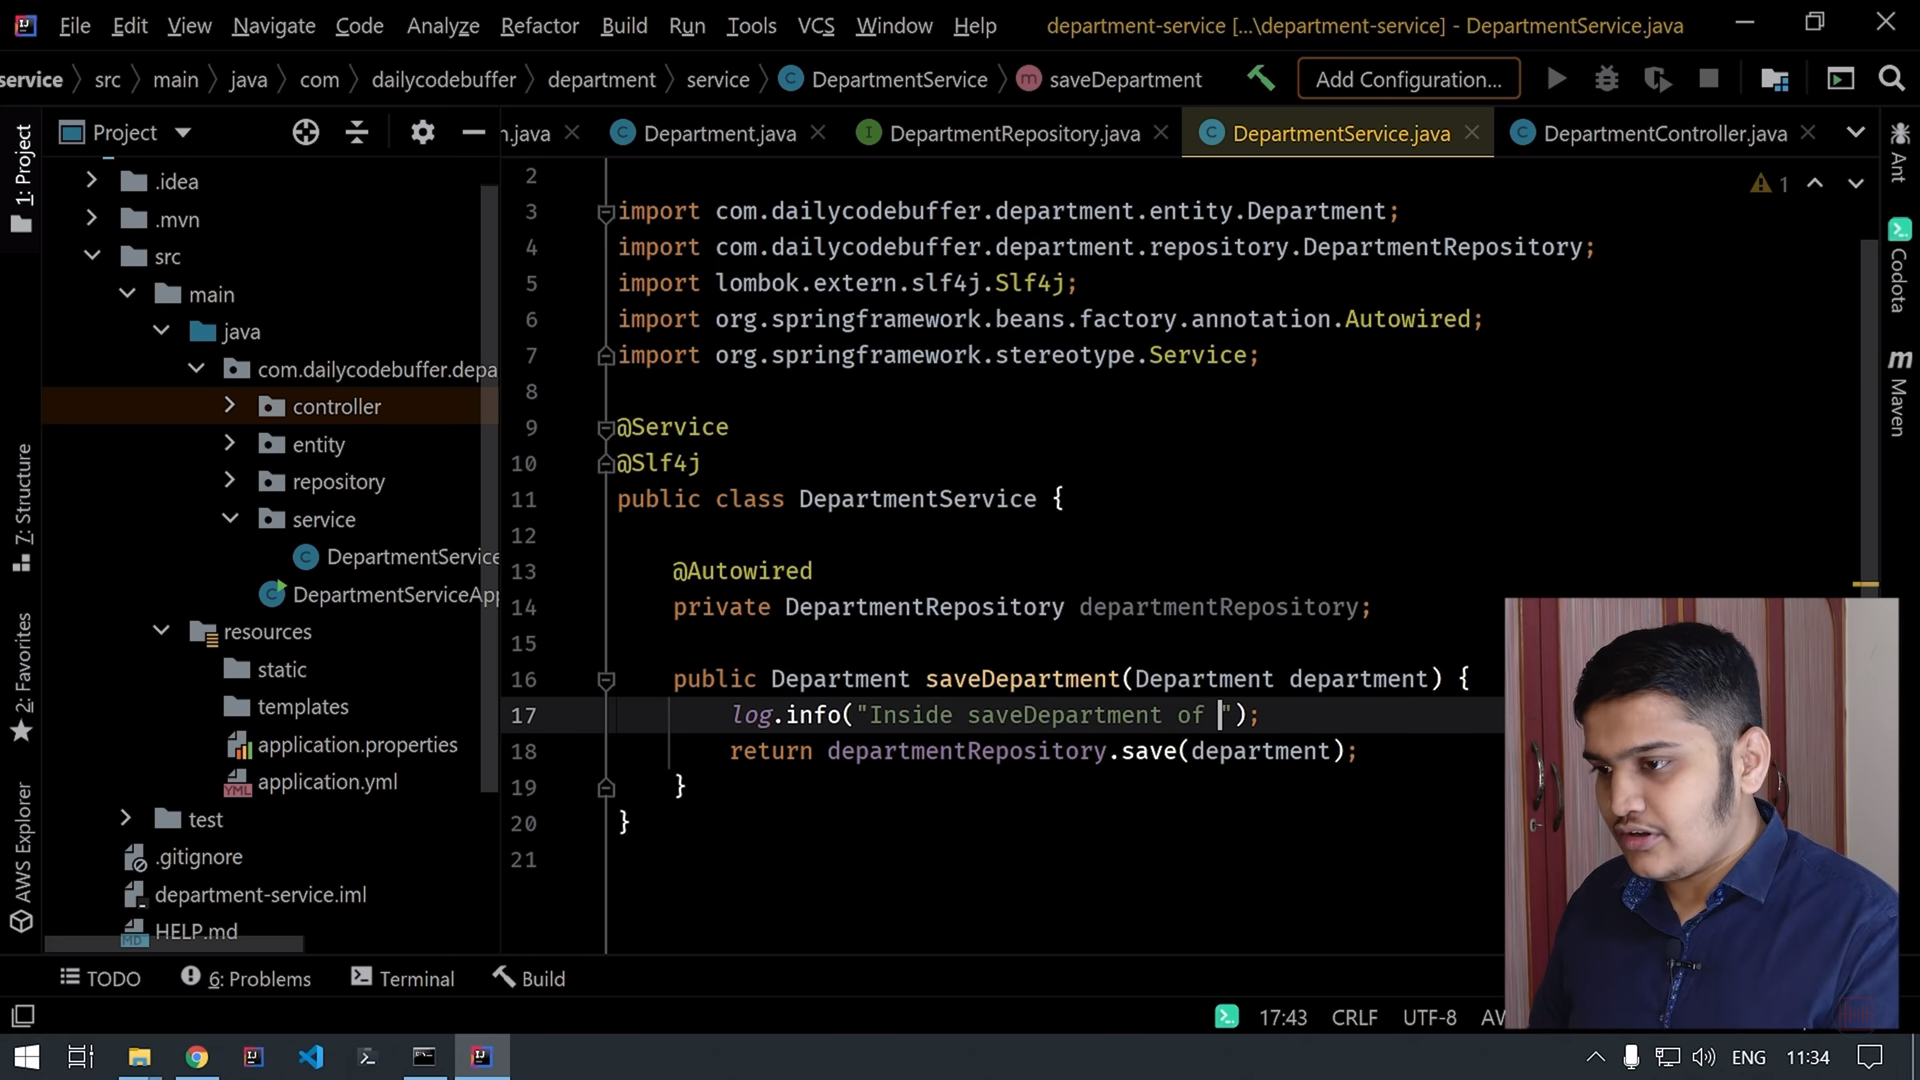 File Edit View Navigate Code Analyze Refactor Build Run Tools VCS Window Help department-service [...\department-service] - DepartmentService.java
service src main java com dailycodebuffer department service DepartmentService saveDepartment Add Configuration...
Project n.java Department.java DepartmentRepository.java DepartmentService.java DepartmentController.java
1: Project
7: Structure
2: Favorites
AWS Explorer
.idea
.mvn
src
main
java
com.dailycodebuffer.depa
controller
entity
repository
service
DepartmentService
DepartmentServiceApp
resources
static
templates
application.properties
application.yml
test
.gitignore
department-service.iml
HELP.md
1
2
3 import com.dailycodebuffer.department.entity.Department;
4 import com.dailycodebuffer.department.repository.DepartmentRepository;
5 import lombok.extern.slf4j.Slf4j;
6 import org.springframework.beans.factory.annotation.Autowired;
7 import org.springframework.stereotype.Service;
8
9 @Service
10 @Slf4j
11 public class DepartmentService {
12
13 @Autowired
14 private DepartmentRepository departmentRepository;
15
16 public Department saveDepartment(Department department) {
17 log.info("Inside saveDepartment of ");
18 return departmentRepository.save(department);
19 }
20 }
21
Ant
Codota
Maven
TODO 6: Problems Terminal Build
17:43 CRLF UTF-8 AW
ENG 11:34